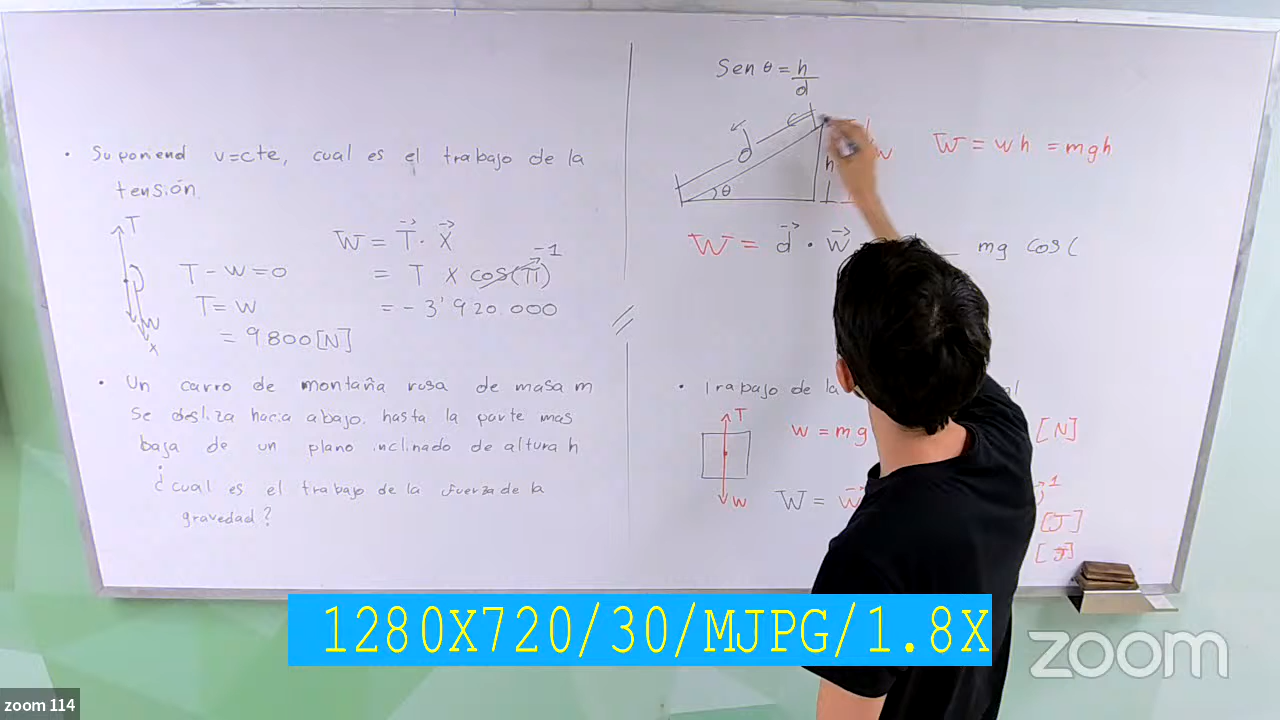 • Suponiend v=cte, cual es el trabajo de la
tensión.
T
W = T · x
T - w = 0
= T x cos(π) -1
T = w
= - 3'920.000
= 9800[N]
w
x
• Un carro de montaña rusa de masa m
se desliza hacia abajo hasta la parte mas
baja de un plano inclinado de altura h
¿cual es el trabajo de la fuerza de la
gravedad?
Sen θ = h/d
d
θ
h
w
W = wh = mgh
W = d · w
mg cos(
• Trabajo de la
T
w = mg
[N]
w
W = w
1
[J]
[J]
1280X720/30/MJPG/1.8X
zoom
zoom 114